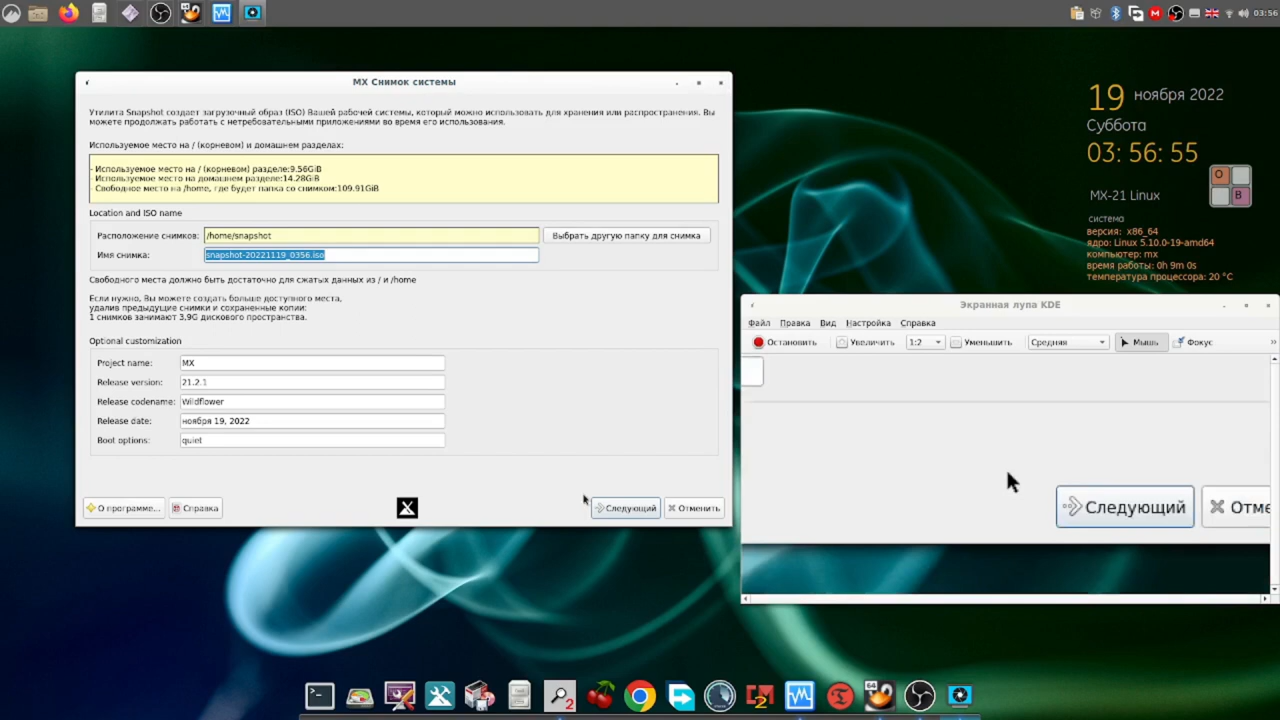 03:56
MX Снимок системы
Утилита Snapshot создает загрузочный образ (ISO) Вашей рабочей системы, который можно использовать для хранения или распространения. Вы
можете продолжать работать с нетребовательными приложениями во время его использования.
Используемое место на / (корневом) и домашнем разделах:
- Используемое место на / (корневом) разделе:9.56GiB
- Используемое место на домашнем разделе:14.28GiB
- Свободное место на /home, где будет папка со снимком:109.91GiB
Location and ISO name
Расположение снимков: /home/snapshot Выбрать другую папку для снимка
Имя снимка: snapshot-20221119_0356.iso
Свободного места должно быть достаточно для сжатых данных из / и /home
Если нужно, Вы можете создать больше доступного места,
удалив предыдущие снимки и сохраненные копии:
1 снимков занимают 3,9G дискового пространства.
Optional customization
Project name: MX
Release version: 21.2.1
Release codename: Wildflower
Release date: ноября 19, 2022
Boot options: quiet
О программе... Справка Следующий Отменить
19 ноября 2022
Суббота
03: 56: 55
MX-21 Linux
O
B
система
версия: x86_64
ядро: Linux 5.10.0-19-amd64
компьютер: mx
время работы: 0h 9m 0s
температура процессора: 20 °C
Экранная лупа KDE
Файл Правка Вид Настройка Справка
Остановить Увеличить 1:2 Уменьшить Средняя Мышь Фокус »
Следующий Отме
2
2
64